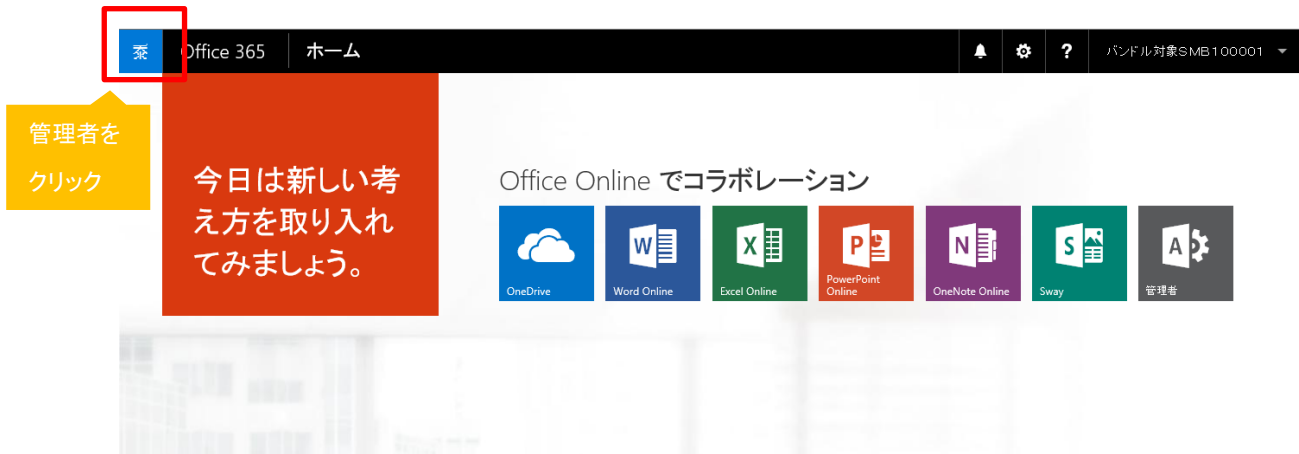 Office 365 ホーム
? バンドル対象SMB100001
管理者を
クリック
今日は新しい考
え方を取り入れ
てみましょう。
Office Online でコラボレーション
W
X
P
N
S
A
OneDrive
Word Online
Excel Online
PowerPoint
Online
OneNote Online
Sway
管理者